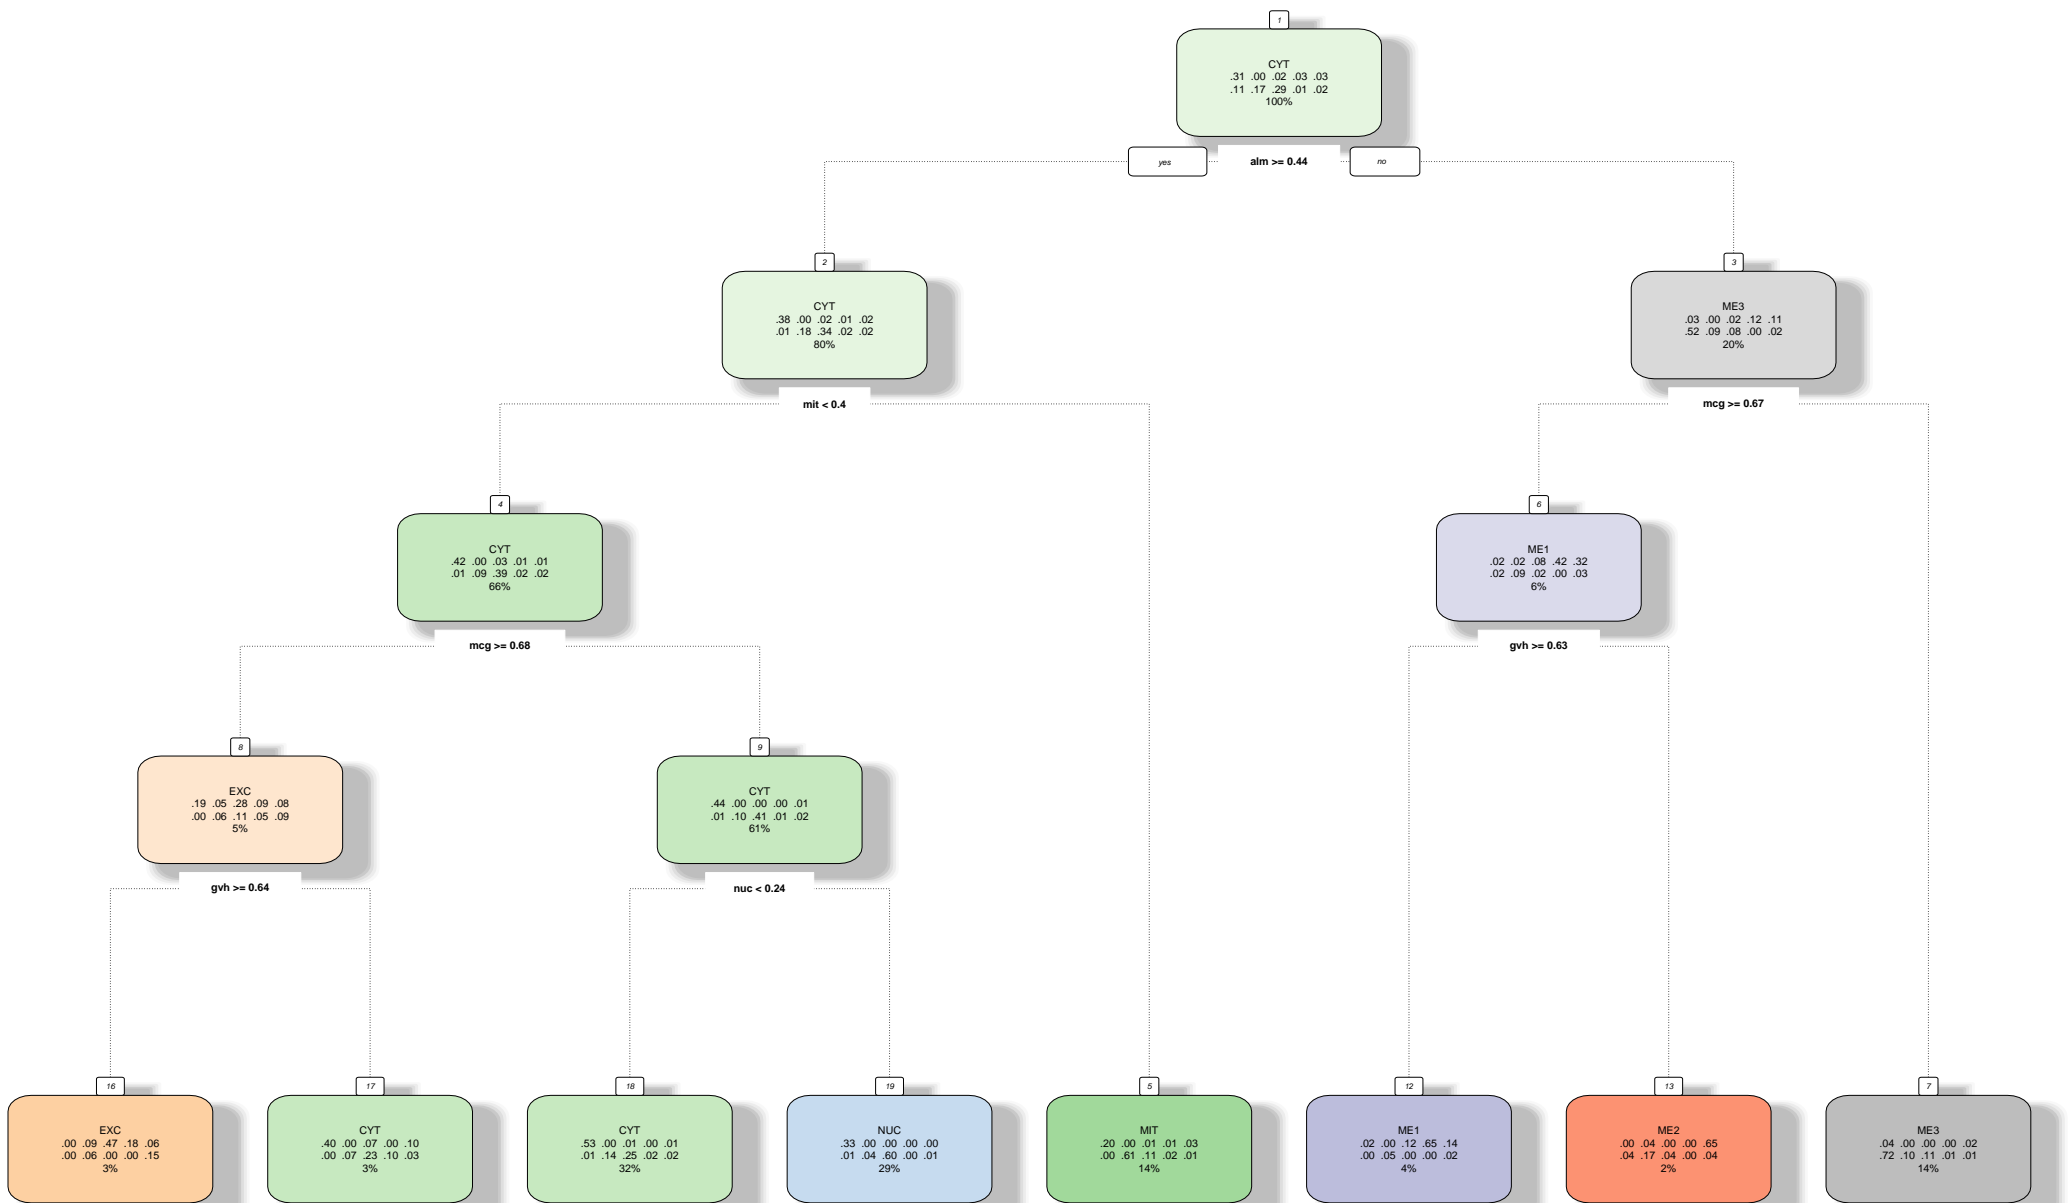 1
CYT
.31 .00 .02 .03 .03
.11 .17 .29 .01 .02
100%
yes
alm >= 0.44
no
2
CYT
.38 .00 .02 .01 .02
.01 .18 .34 .02 .02
80%
3
ME3
.03 .00 .02 .12 .11
.52 .09 .08 .00 .02
20%
mit < 0.4
mcg >= 0.67
4
CYT
.42 .00 .03 .01 .01
.01 .09 .39 .02 .02
66%
6
ME1
.02 .02 .08 .42 .32
.02 .09 .02 .00 .03
6%
mcg >= 0.68
gvh >= 0.63
8
EXC
.19 .05 .28 .09 .08
.00 .06 .11 .05 .09
5%
9
CYT
.44 .00 .00 .00 .01
.01 .10 .41 .01 .02
61%
gvh >= 0.64
nuc < 0.24
16
EXC
.00 .09 .47 .18 .06
.00 .06 .00 .00 .15
3%
17
CYT
.40 .00 .07 .00 .10
.00 .07 .23 .10 .03
3%
18
CYT
.53 .00 .01 .00 .01
.01 .14 .25 .02 .02
32%
19
NUC
.33 .00 .00 .00 .00
.01 .04 .60 .00 .01
29%
5
MIT
.20 .00 .01 .01 .03
.00 .61 .11 .02 .01
14%
12
ME1
.02 .00 .12 .65 .14
.00 .05 .00 .00 .02
4%
13
ME2
.00 .04 .00 .00 .65
.04 .17 .04 .00 .04
2%
7
ME3
.04 .00 .00 .00 .02
.72 .10 .11 .01 .01
14%